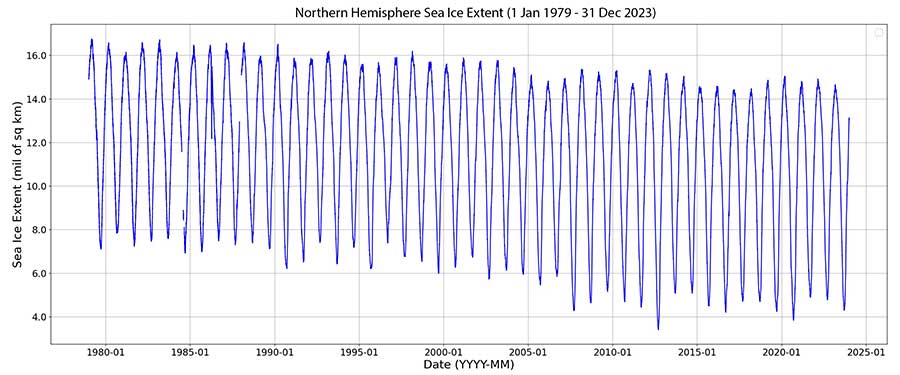 Northern Hemisphere Sea Ice Extent (1 Jan 1979 - 31 Dec 2023)
Sea Ice Extent (mil of sq km)
16.0
14.0
12.0
10.0
8.0
6.0
4.0
1980-01 1985-01 1990-01 1995-01 2000-01 2005-01 2010-01 2015-01 2020-01 2025-01
Date (YYYY-MM)